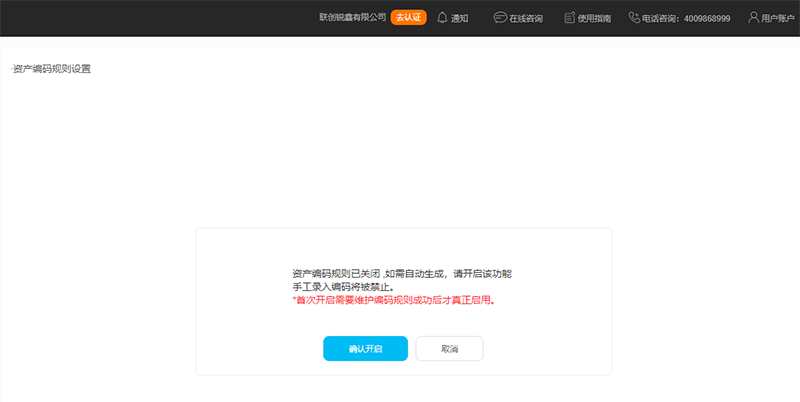 联创锐鑫有限公司 去认证 通知 在线咨询 使用指南 电话咨询：4009868999 用户账户
·资产编码规则设置
资产编码规则已关闭 ,如需自动生成，请开启该功能
手工录入编码将被禁止。
*首次开启需要维护编码规则成功后才真正启用。
确认开启 取消